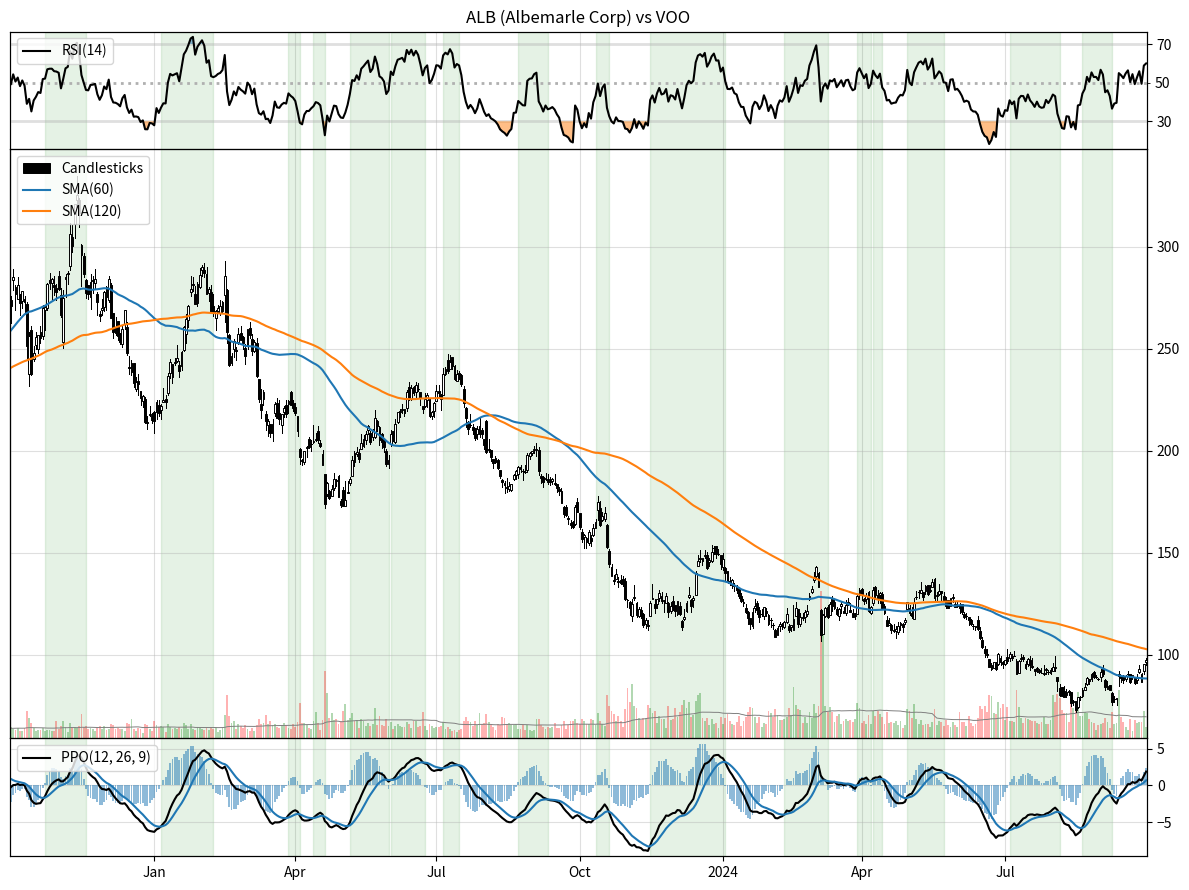 ALB (Albemarle Corp) vs VOO
RSI(14)
70
50
30
Candlesticks
SMA(60)
SMA(120)
300
250
200
150
100
PPO(12, 26, 9)
5
0
−5
Jan
Apr
Jul
Oct
2024
Apr
Jul